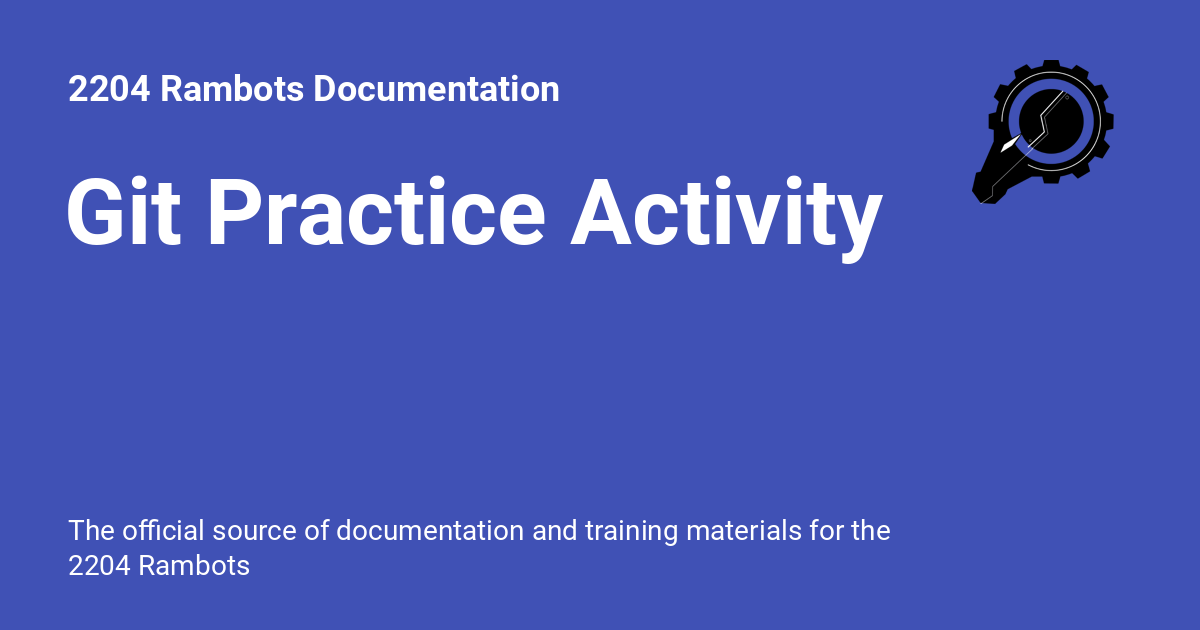 2204 Rambots Documentation
Git Practice Activity
The official source of documentation and training materials for the
2204 Rambots